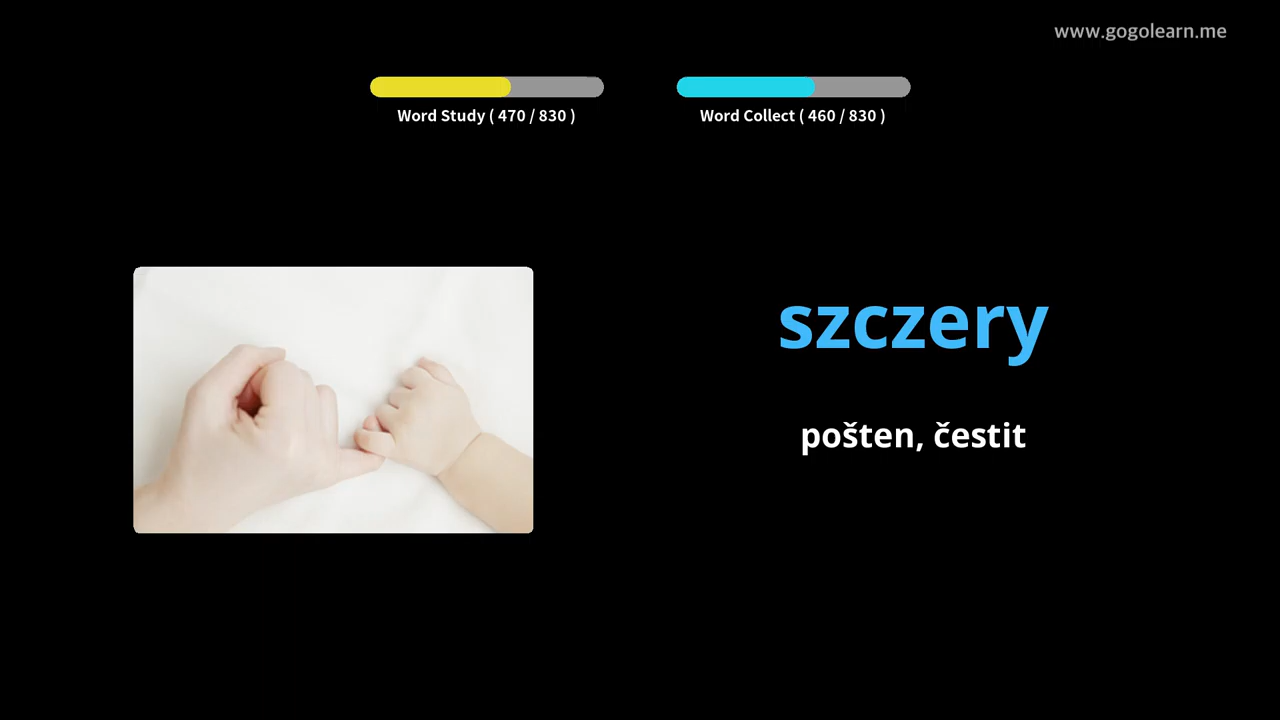 www.gogolearn.me
Word Study ( 470 / 830 )
Word Collect ( 460 / 830 )
szczery
pošten, čestit